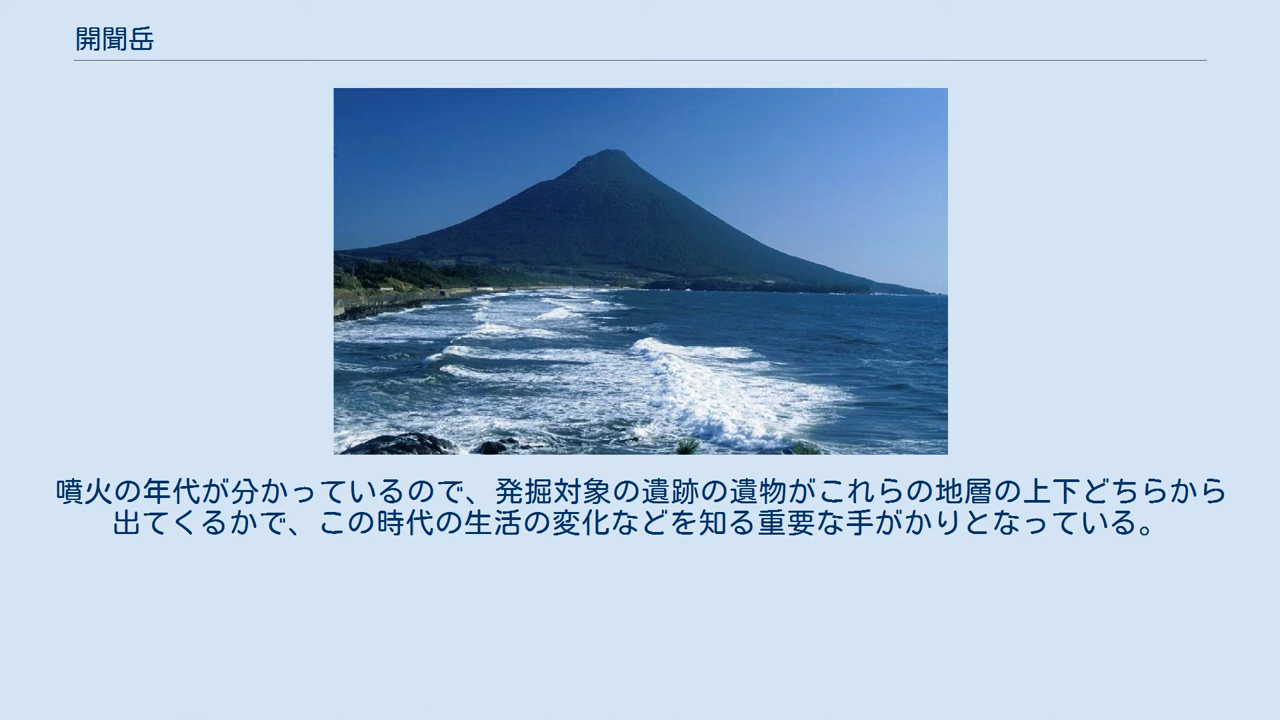 開聞岳
噴火の年代が分かっているので、発掘対象の遺跡の遺物がこれらの地層の上下どちらから
出てくるかで、この時代の生活の変化などを知る重要な手がかりとなっている。